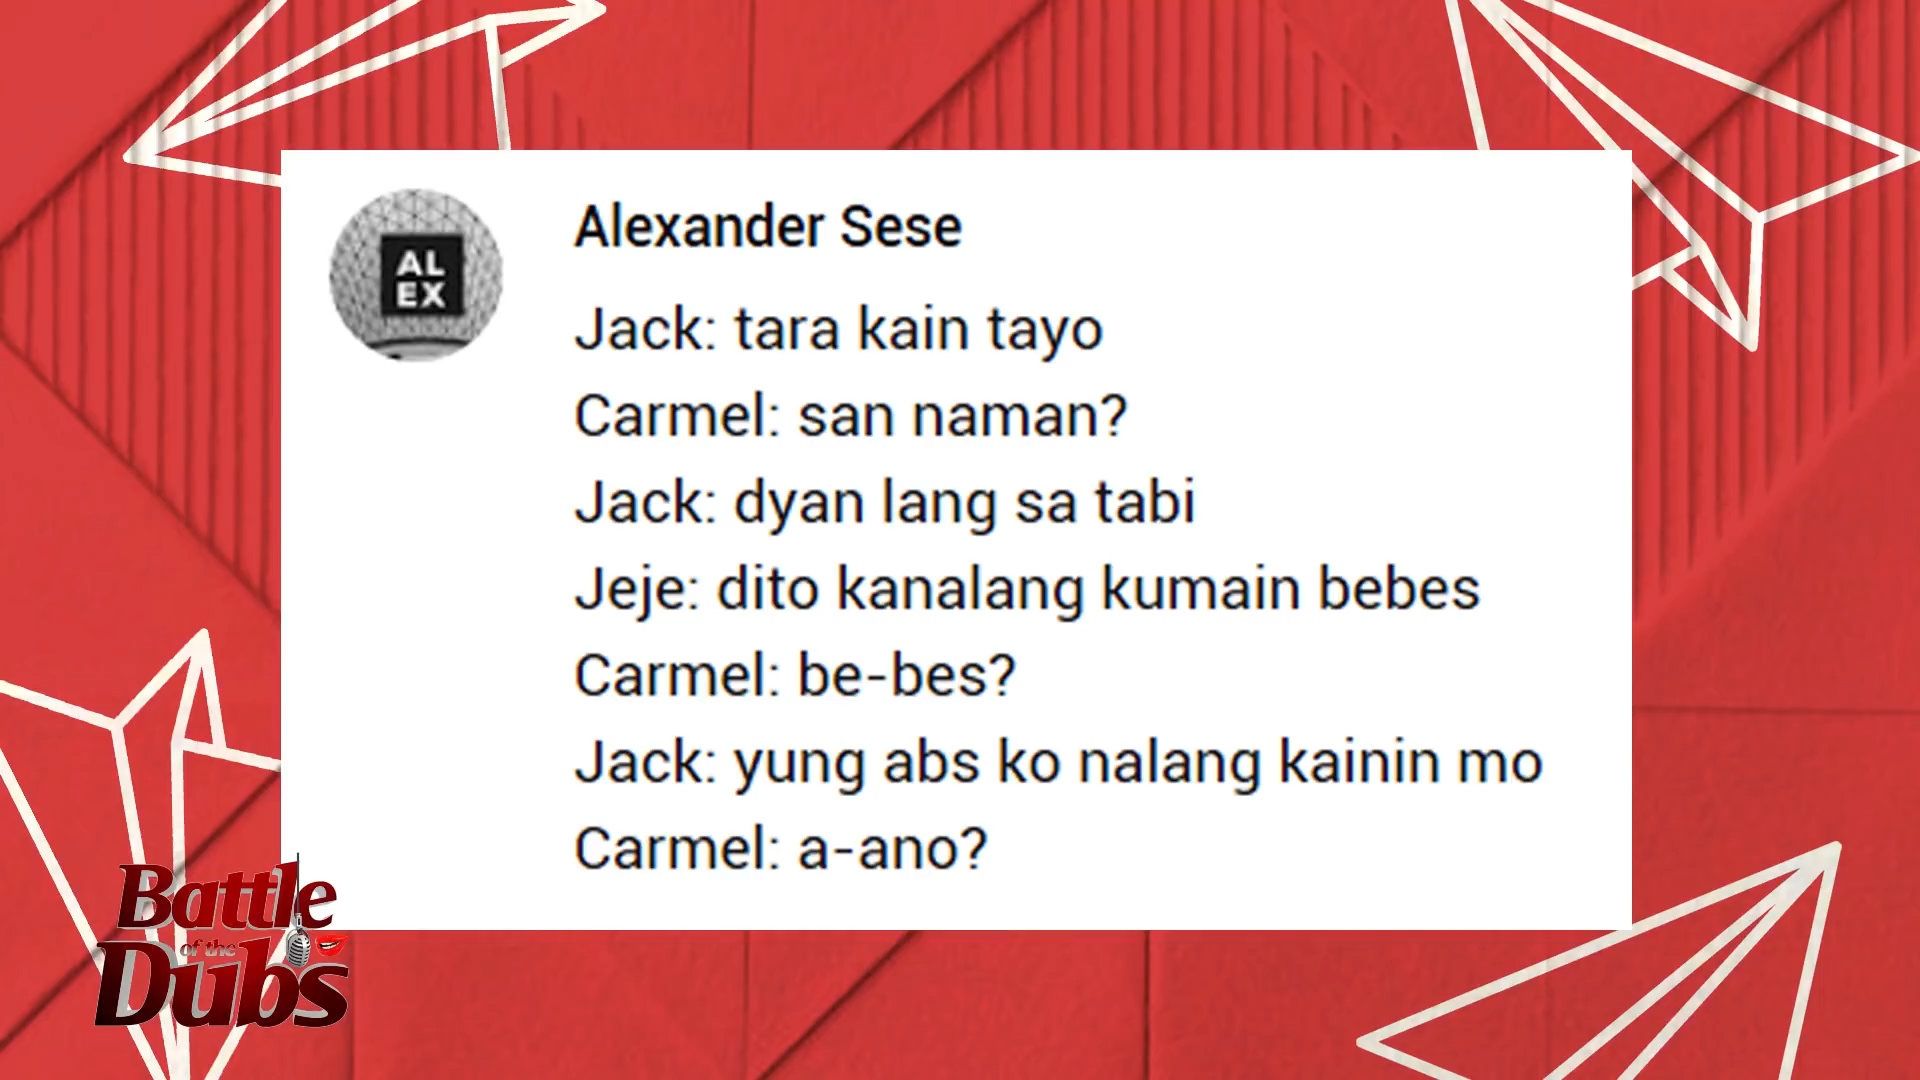 AL
EX
Alexander Sese
Jack: tara kain tayo
Carmel: san naman?
Jack: dyan lang sa tabi
Jeje: dito kanalang kumain bebes
Carmel: be-bes?
Jack: yung abs ko nalang kainin mo
Carmel: a-ano?
Battle
of the
Dubs